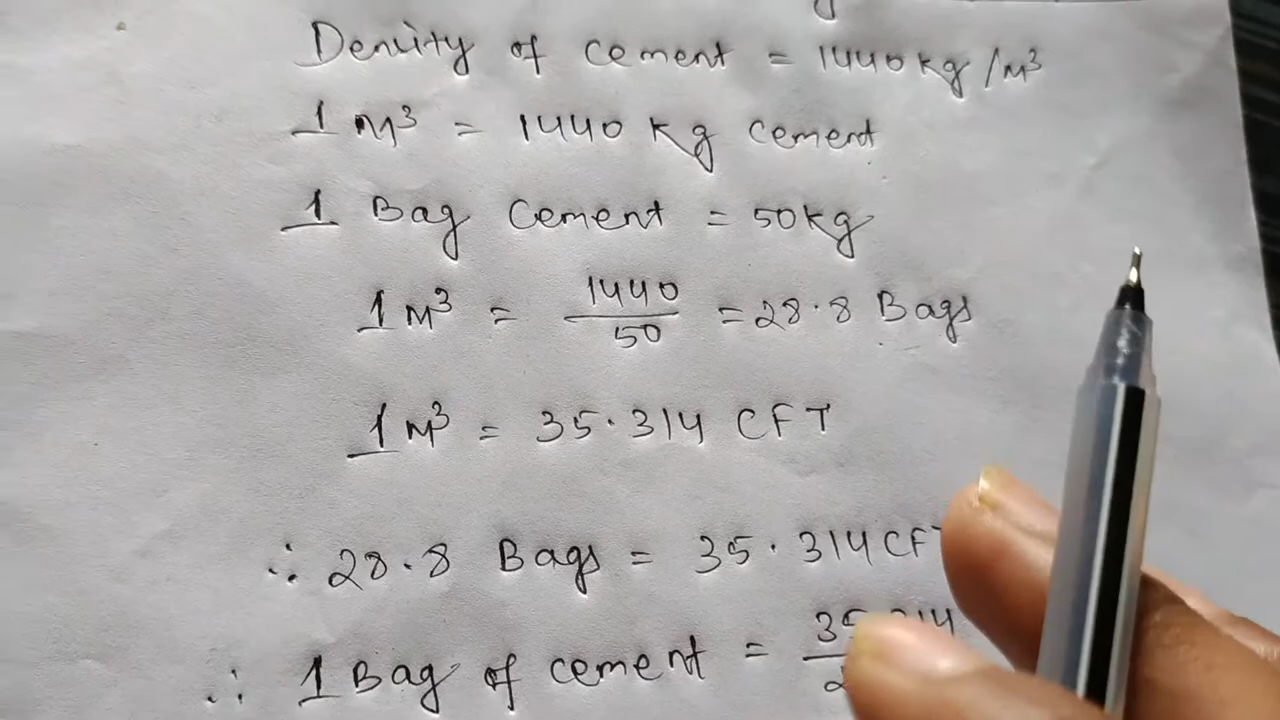 Density of cement = 1440 kg/m³
1 m³ = 1440 kg cement
1 Bag Cement = 50kg
1 M³ = 1440/50 = 28.8 Bags
1 M³ = 35.314 CFT
∴ 28.8 Bags = 35.314 CFT
∴ 1 Bag of cement =